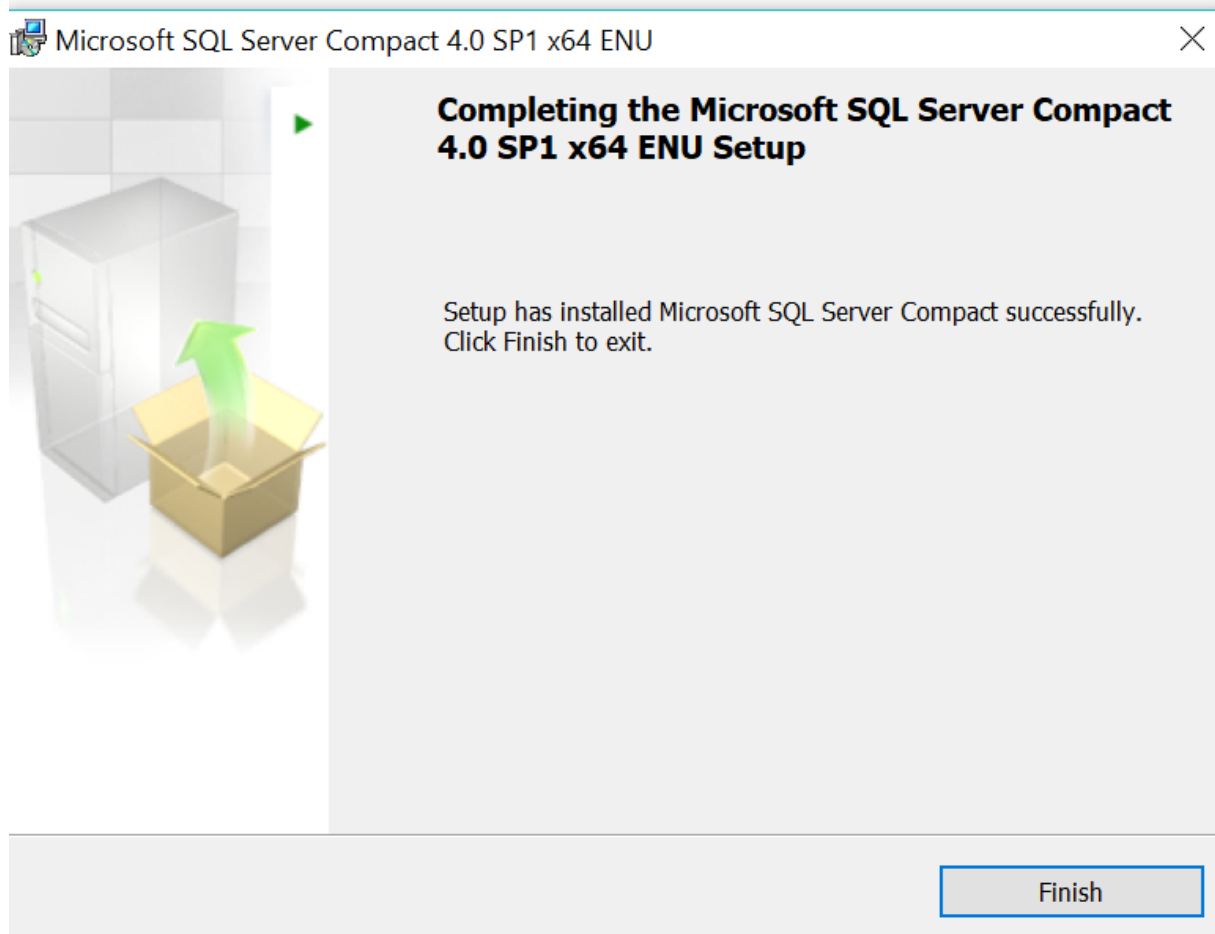 Microsoft SQL Server Compact 4.0 SP1 x64 ENU
Completing the Microsoft SQL Server Compact
4.0 SP1 x64 ENU Setup
Setup has installed Microsoft SQL Server Compact successfully.
Click Finish to exit.
Finish